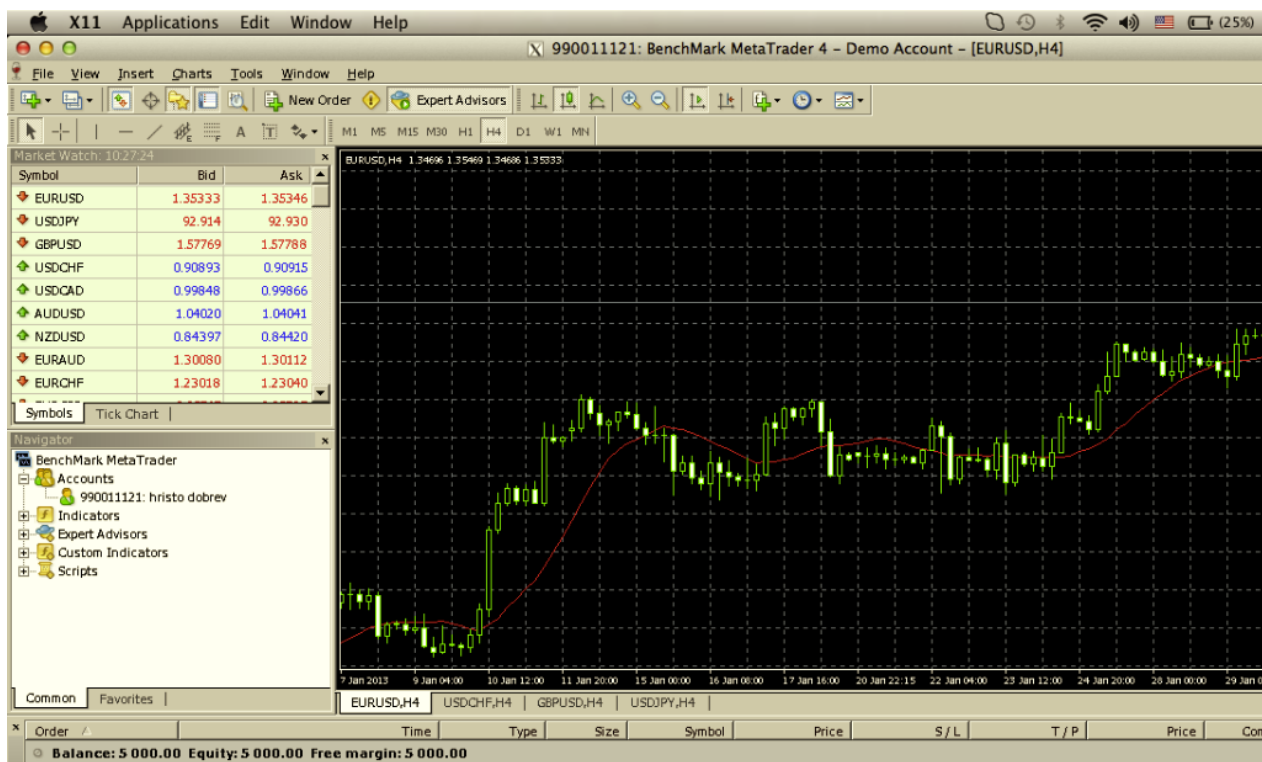 X11 Applications Edit Window Help (25%)
990011121: BenchMark MetaTrader 4 - Demo Account - [EURUSD,H4]
File View Insert Charts Tools Window Help
New Order Expert Advisors
A T M1 M5 M15 M30 H1 H4 D1 W1 MN
Market Watch: 10:27:24
Symbol Bid Ask
EURUSD 1.35333 1.35346
USDJPY 92.914 92.930
GBPUSD 1.57769 1.57788
USDCHF 0.90893 0.90915
USDCAD 0.99848 0.99866
AUDUSD 1.04020 1.04041
NZDUSD 0.84397 0.84420
EURAUD 1.30080 1.30112
EURCHF 1.23018 1.23040
Symbols Tick Chart
Navigator
BenchMark MetaTrader
Accounts
990011121: hristo dobrev
Indicators
Expert Advisors
Custom Indicators
Scripts
Common Favorites
EURUSD,H4 1.34696 1.35469 1.34686 1.35333
7 Jan 2013 9 Jan 04:00 10 Jan 12:00 11 Jan 20:00 15 Jan 00:00 16 Jan 08:00 17 Jan 16:00 20 Jan 22:15 22 Jan 04:00 23 Jan 12:00 24 Jan 20:00 28 Jan 00:00 29 Jan
EURUSD,H4 USDCHF,H4 GBPUSD,H4 USDJPY,H4
Order Time Type Size Symbol Price S / L T / P Price
Balance: 5 000.00 Equity: 5 000.00 Free margin: 5 000.00